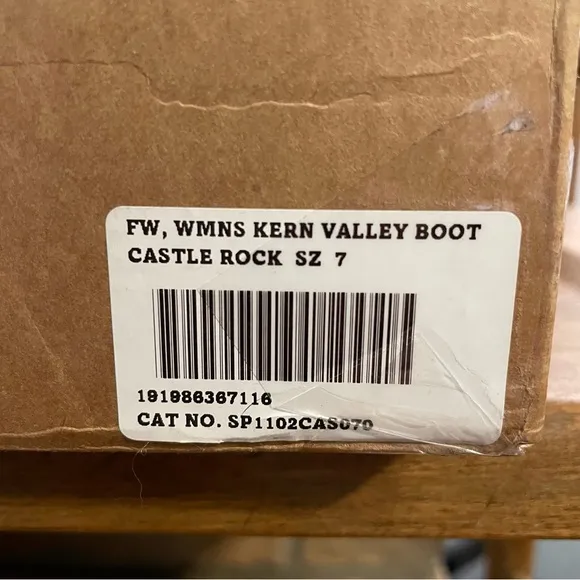 FW, WMNS KERN VALLEY BOOT
CASTLE ROCK SZ 7
191986367116
CAT NO. SP1102CAS070